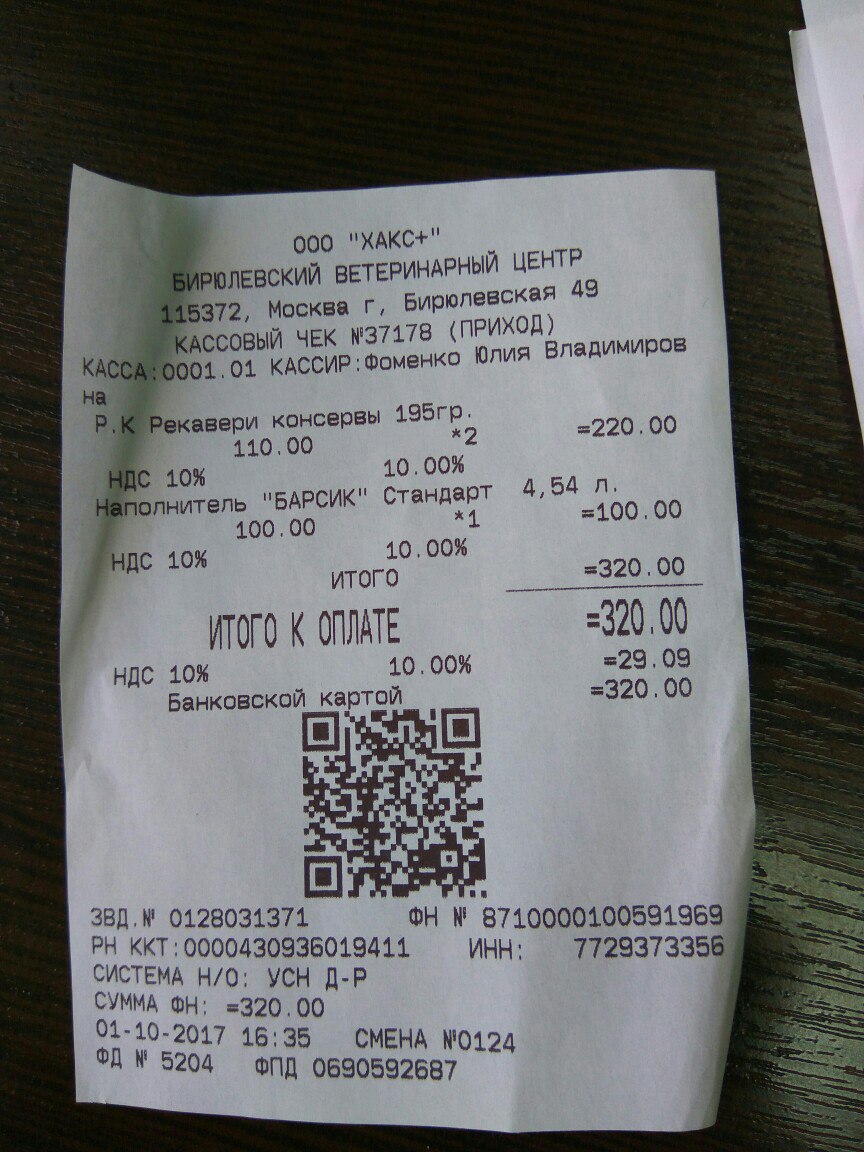 ООО "ХАКС+"
БИРЮЛЕВСКИЙ ВЕТЕРИНАРНЫЙ ЦЕНТР
115372, Москва г, Бирюлевская 49
КАССОВЫЙ ЧЕК №37178 (ПРИХОД)
КАССА:0001.01 КАССИР:Фоменко Юлия Владимиров
на
Р.К Рекавери консервы 195гр.
110.00 *2 =220.00
НДС 10% 10.00%
Наполнитель "БАРСИК" Стандарт 4,54 л.
100.00 *1 =100.00
НДС 10% 10.00%
ИТОГО =320.00
ИТОГО К ОПЛАТЕ =320.00
НДС 10% 10.00% =29.09
Банковской картой =320.00
ЗВД.№ 0128031371 ФН № 8710000100591969
РН ККТ:0000430936019411 ИНН: 7729373356
СИСТЕМА Н/О: УСН Д-Р
СУММА ФН: =320.00
01-10-2017 16:35 СМЕНА №0124
ФД № 5204 ФПД 0690592687